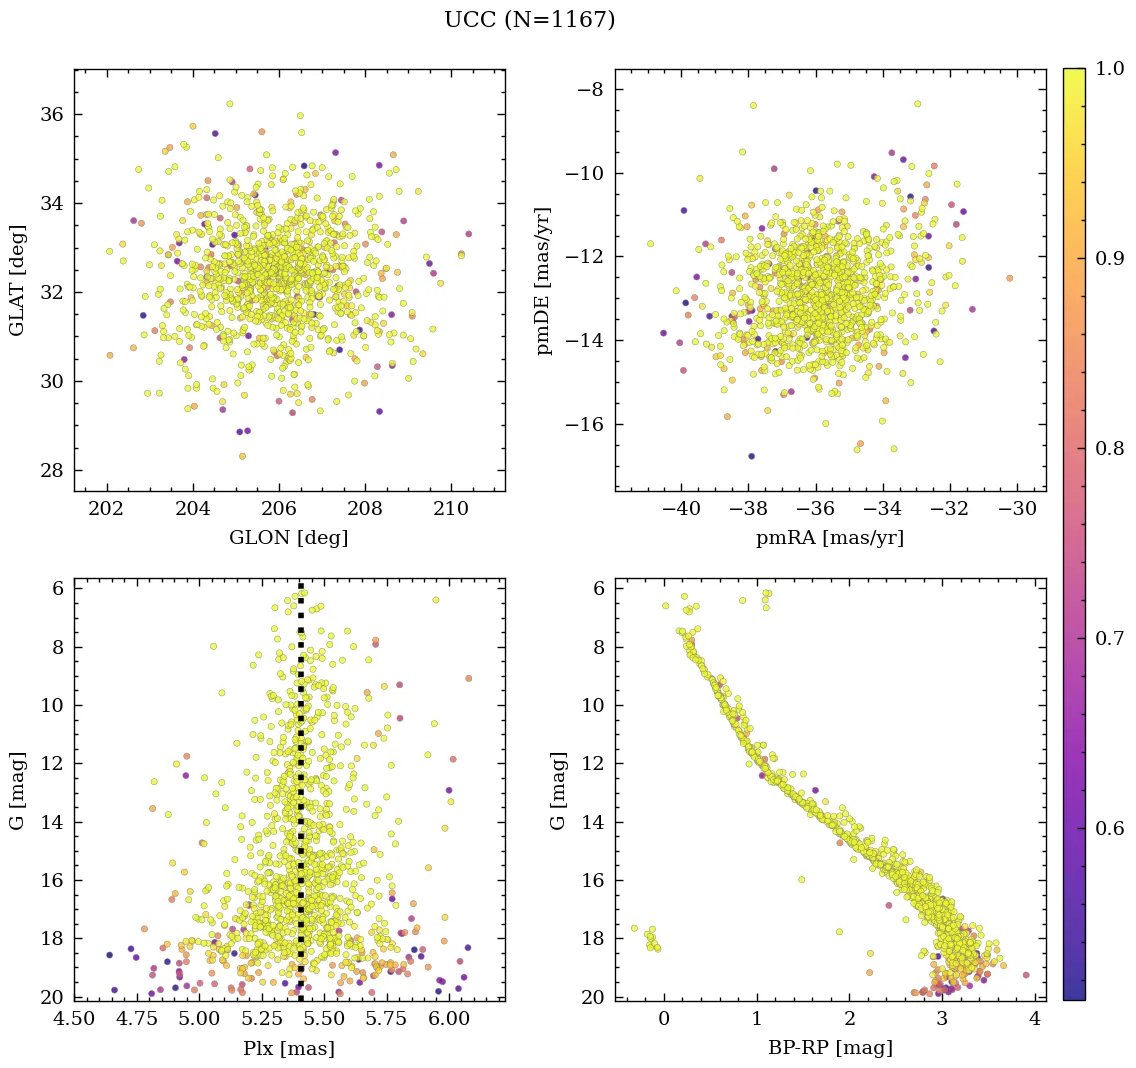 UCC (N=1167)
36
34
32
30
28
202 204 206 208 210
GLON [deg]
GLAT [deg]
−8
−10
−12
−14
−16
−40 −38 −36 −34 −32 −30
pmRA [mas/yr]
pmDE [mas/yr]
6
8
10
12
14
16
18
20
4.50 4.75 5.00 5.25 5.50 5.75 6.00
Plx [mas]
G [mag]
6
8
10
12
14
16
18
20
0 1 2 3 4
BP-RP [mag]
G [mag]
1.0
0.9
0.8
0.7
0.6